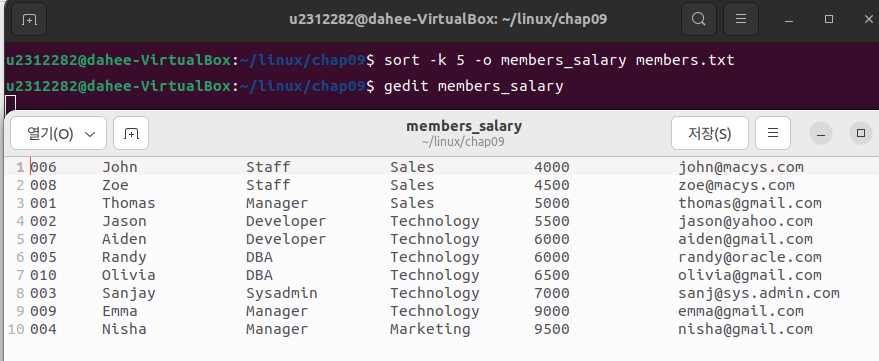 u2312282@dahee-VirtualBox: ~/linux/chap09
u2312282@dahee-VirtualBox:~/linux/chap09$ sort -k 5 -o members_salary members.txt
u2312282@dahee-VirtualBox:~/linux/chap09$ gedit members_salary
열기(O) members_salary 저장(S)
~/linux/chap09
1 006 John Staff Sales 4000 john@macys.com
2 008 Zoe Staff Sales 4500 zoe@macys.com
3 001 Thomas Manager Sales 5000 thomas@gmail.com
4 002 Jason Developer Technology 5500 jason@yahoo.com
5 007 Aiden Developer Technology 6000 aiden@gmail.com
6 005 Randy DBA Technology 6000 randy@oracle.com
7 010 Olivia DBA Technology 6500 olivia@gmail.com
8 003 Sanjay Sysadmin Technology 7000 sanj@sys.admin.com
9 009 Emma Manager Technology 9000 emma@gmail.com
10 004 Nisha Manager Marketing 9500 nisha@gmail.com